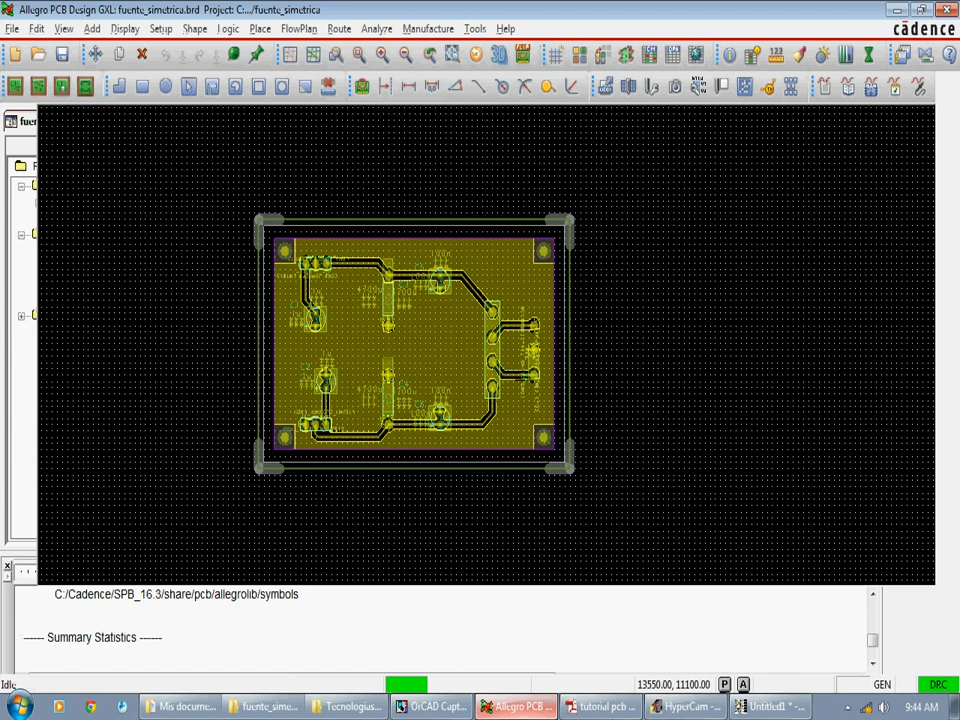 Allegro PCB Design GXL: fuente_simetrica.brd Project: C:.../fuente_simetrica
File Edit View Add Display Setup Shape Logic Place FlowPlan Route Analyze Manufacture Tools Help
cādence
fuen
C:/Cadence/SPB_16.3/share/pcb/allegrolib/symbols
------ Summary Statistics ------
Idle
13550.00, 11100.00
P A
GEN
DRC
Mis docume...
fuente_sime...
Tecnologias...
OrCAD Capt...
Allegro PCB ...
tutorial pcb ...
HyperCam - ...
Untitled1 * -...
9:44 AM